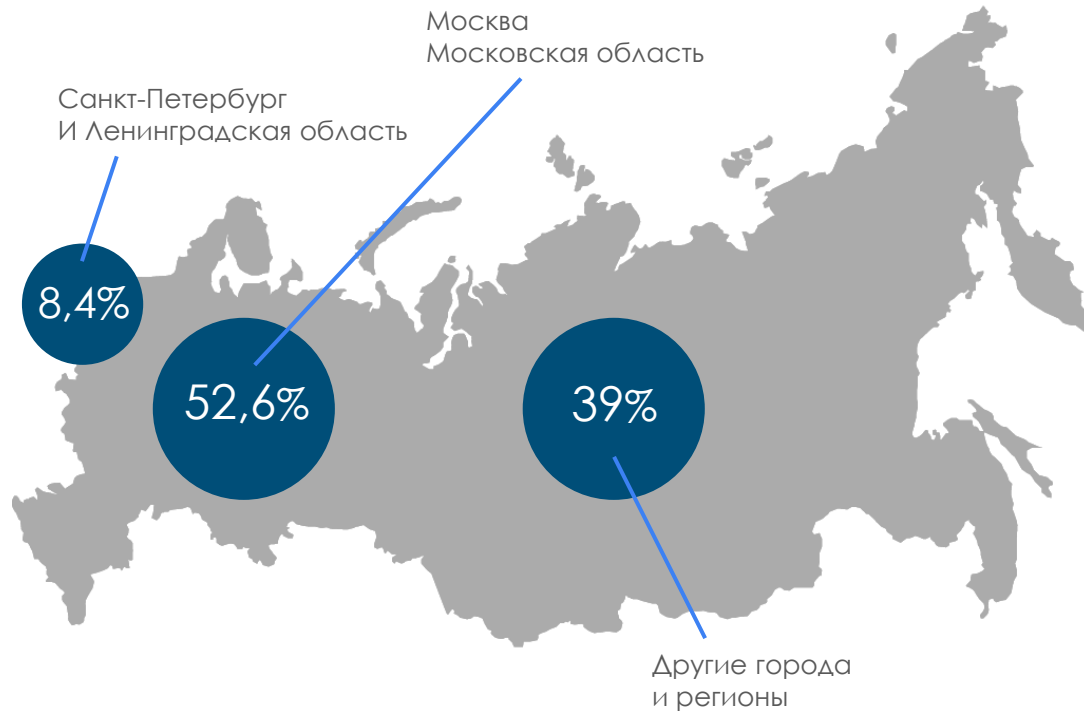 Москва
Московская область
Санкт-Петербург
И Ленинградская область
8,4%
52,6%
39%
Другие города
и регионы